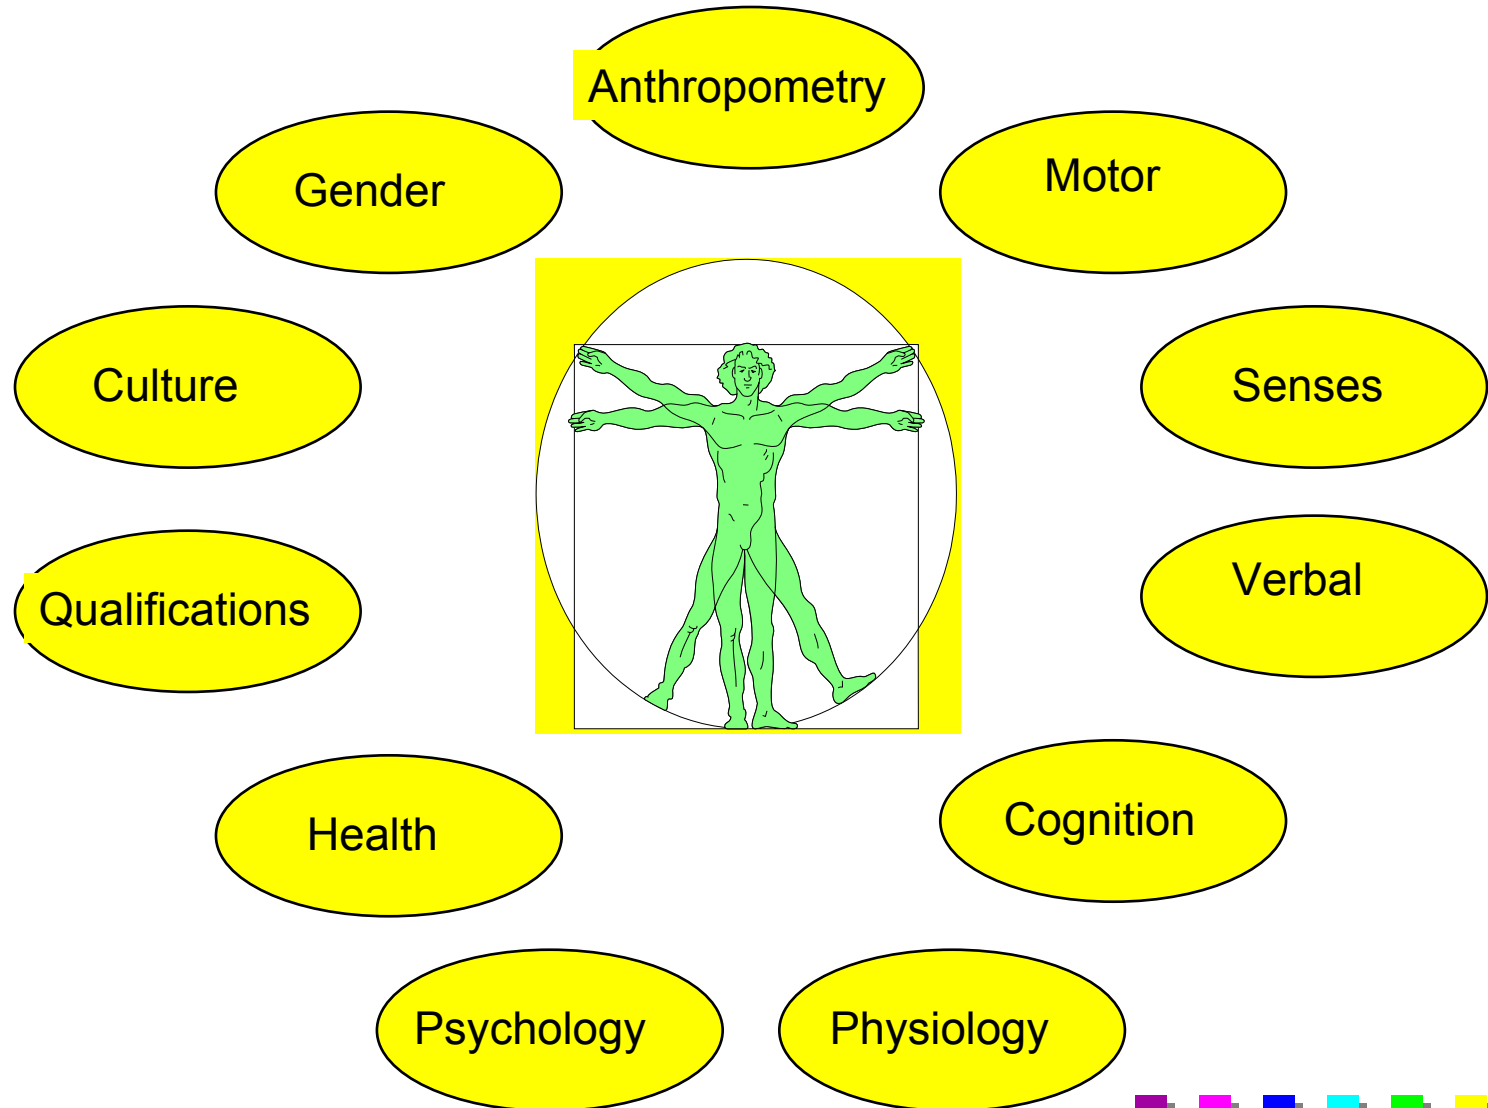 Anthropometry
Gender
Motor
Culture
Senses
Verbal
Qualifications
Health
Cognition
Psychology
Physiology